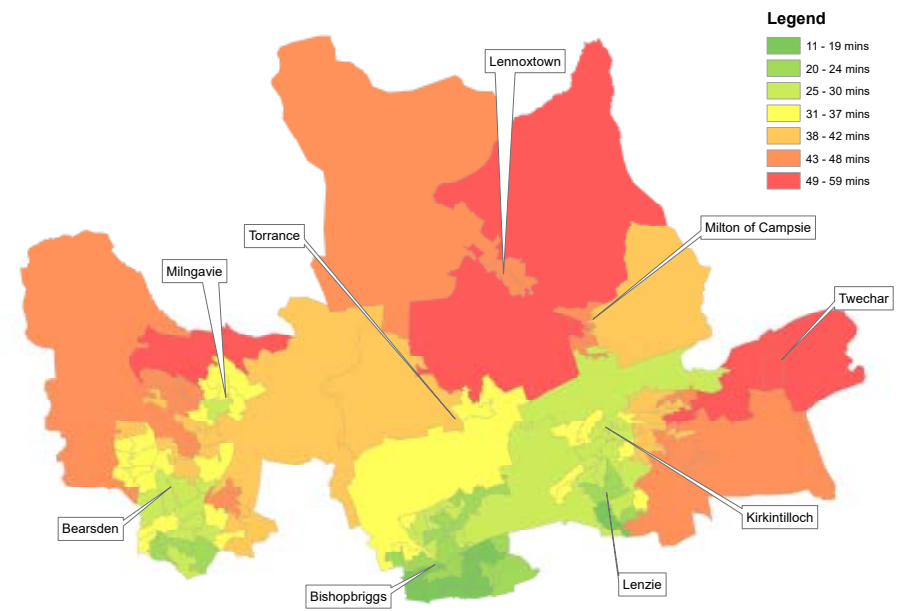 Legend
11 - 19 mins
20 - 24 mins
25 - 30 mins
31 - 37 mins
38 - 42 mins
43 - 48 mins
49 - 59 mins
Lennoxtown
Milton of Campsie
Torrance
Milngavie
Twechar
Kirkintilloch
Bearsden
Lenzie
Bishopbriggs